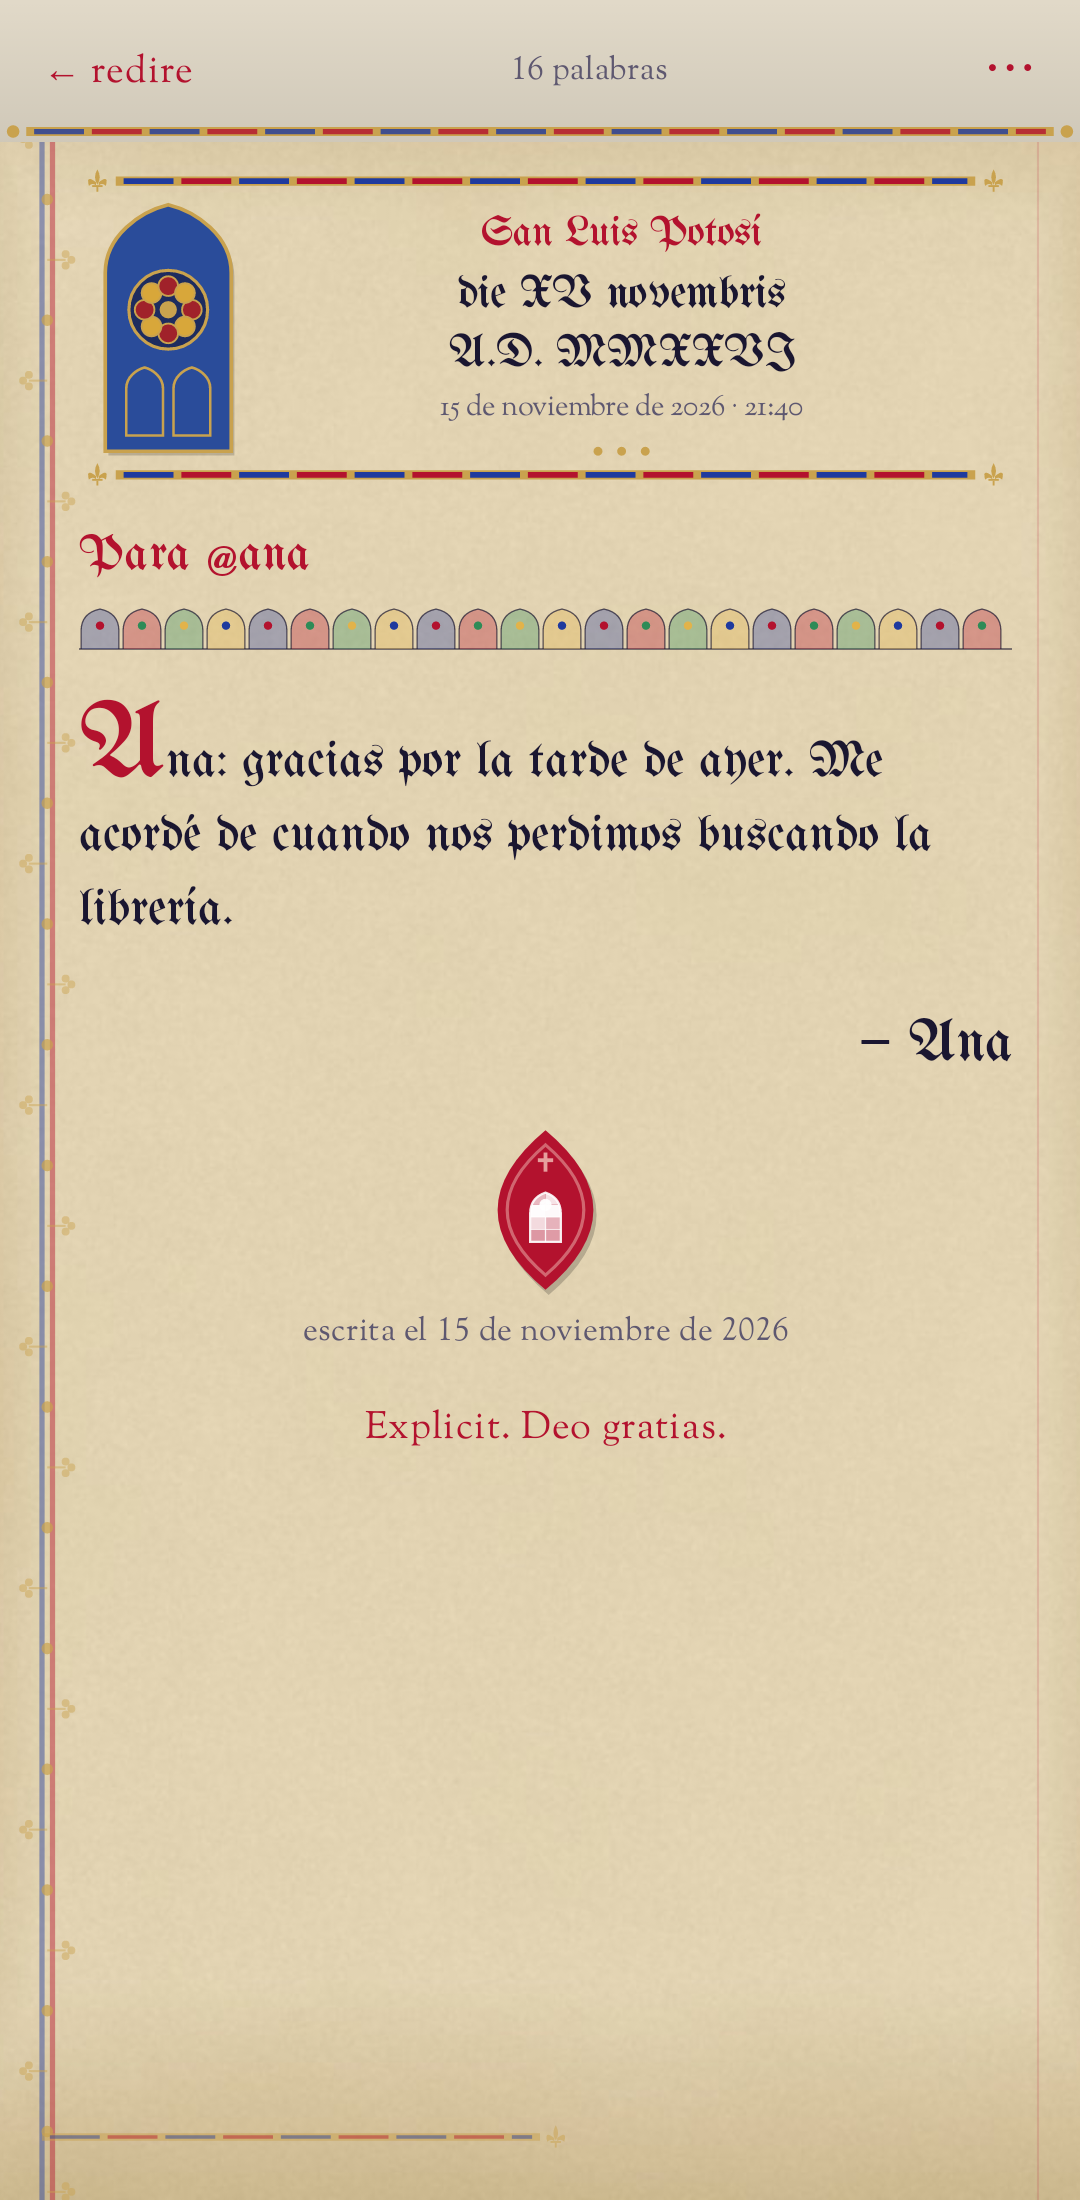 ← redire
16 palabras
...
San Luis Potosí
die XV novembris
A.D. MMXXVI
15 de noviembre de 2026 · 21:40
Para @ana
Ana: gracias por la tarde de ayer. Me
acordé de cuando nos perdimos buscando la
librería.
– Ana
escrita el 15 de noviembre de 2026
Explicit. Deo gratias.